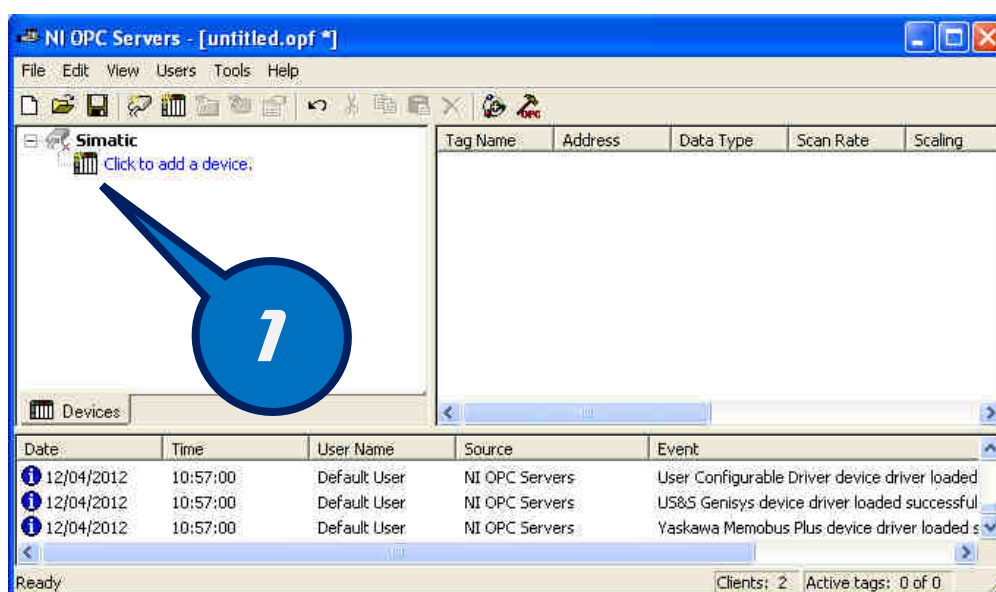 NI OPC Servers - [untitled.opf *]
File Edit View Users Tools Help
OPC
Simatic
Click to add a device.
Tag Name Address Data Type Scan Rate Scaling
1
Devices
Date Time User Name Source Event
12/04/2012 10:57:00 Default User NI OPC Servers User Configurable Driver device driver loaded
12/04/2012 10:57:00 Default User NI OPC Servers US&S Genisys device driver loaded successful
12/04/2012 10:57:00 Default User NI OPC Servers Yaskawa Memobus Plus device driver loaded s
Ready Clients: 2 Active tags: 0 of 0